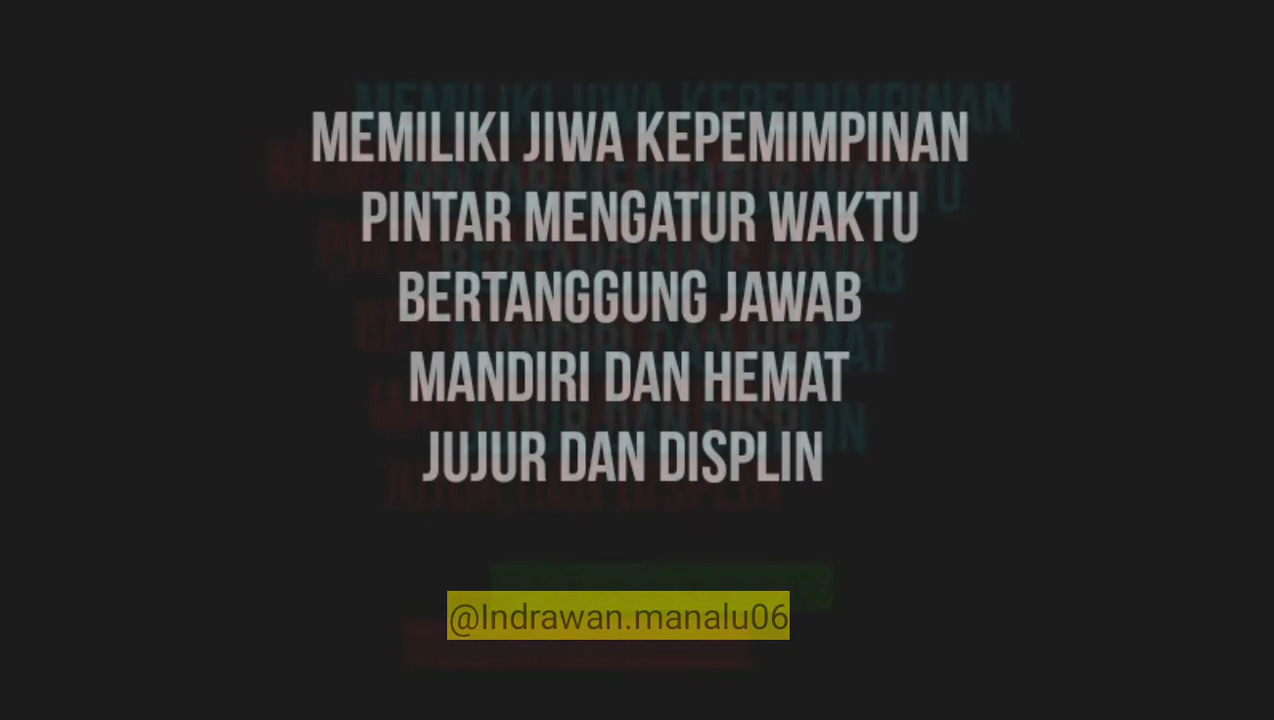 MEMILIKI JIWA KEPEMIMPINAN
PINTAR MENGATUR WAKTU
BERTANGGUNG JAWAB
MANDIRI DAN HEMAT
JUJUR DAN DISPLIN
@Indrawan.manalu06